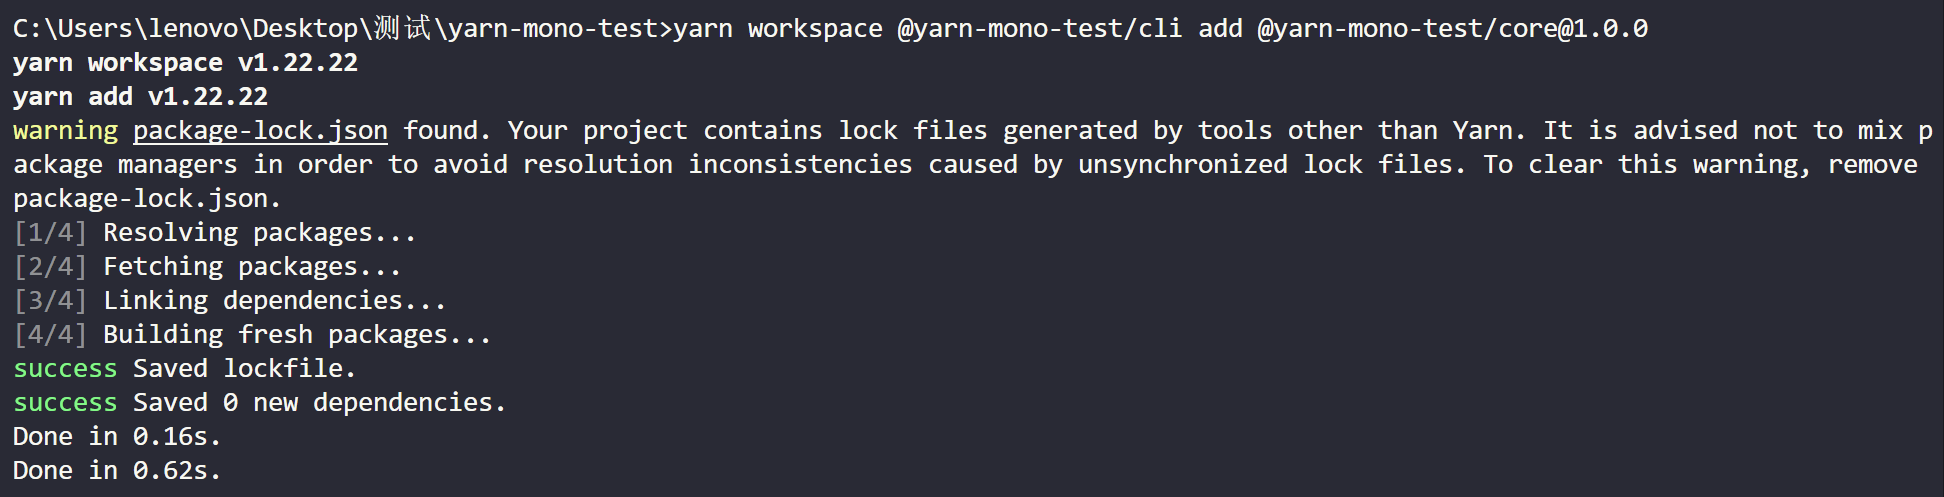 C:\Users\lenovo\Desktop\测试\yarn-mono-test>yarn workspace @yarn-mono-test/cli add @yarn-mono-test/core@1.0.0
yarn workspace v1.22.22
yarn add v1.22.22
warning package-lock.json found. Your project contains lock files generated by tools other than Yarn. It is advised not to mix p
ackage managers in order to avoid resolution inconsistencies caused by unsynchronized lock files. To clear this warning, remove
package-lock.json.
[1/4] Resolving packages...
[2/4] Fetching packages...
[3/4] Linking dependencies...
[4/4] Building fresh packages...
success Saved lockfile.
success Saved 0 new dependencies.
Done in 0.16s.
Done in 0.62s.